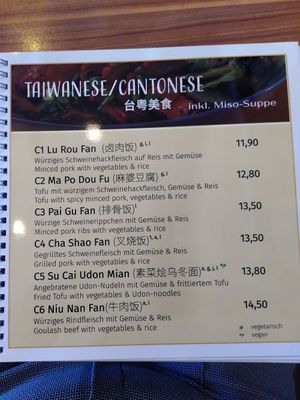 TAIWANESE/CANTONESE
台粤美食 inkl. Miso-Suppe
C1 Lu Rou Fan (卤肉饭) g, i 11,90
Würziges Schweinehackfleisch auf Reis mit Gemüse
Minced pork with vegetables & rice
C2 Ma Po Dou Fu (麻婆豆腐) g, i 12,80
Tofu mit würzigem Schweinehackfleisch, Gemüse & Reis
Tofu with spicy minced pork, vegetables & rice
C3 Pai Gu Fan (排骨饭) i 13,50
Würzige Schweinerippchen mit Gemüse & Reis
Minced pork ribs with vegetables & rice
C4 Cha Shao Fan (叉烧饭) a, i 13,50
Gegrilltes Schweinefleisch mit Gemüse & Reis
Grilled pork with vegetables & rice
C5 Su Cai Udon Mian (素菜烩乌冬面) a, g, i 13,80
Angebratene Udon-Nudeln mit Gemüse & frittiertem Tofu
Fried Tofu with vegetables & Udon-noodles
C6 Niu Nan Fan(牛肉饭) a, i 14,50
Würziges Rindfleisch mit Gemüse & Reis
Goulash beef with vegetables & rice
vegetarisch
vegan